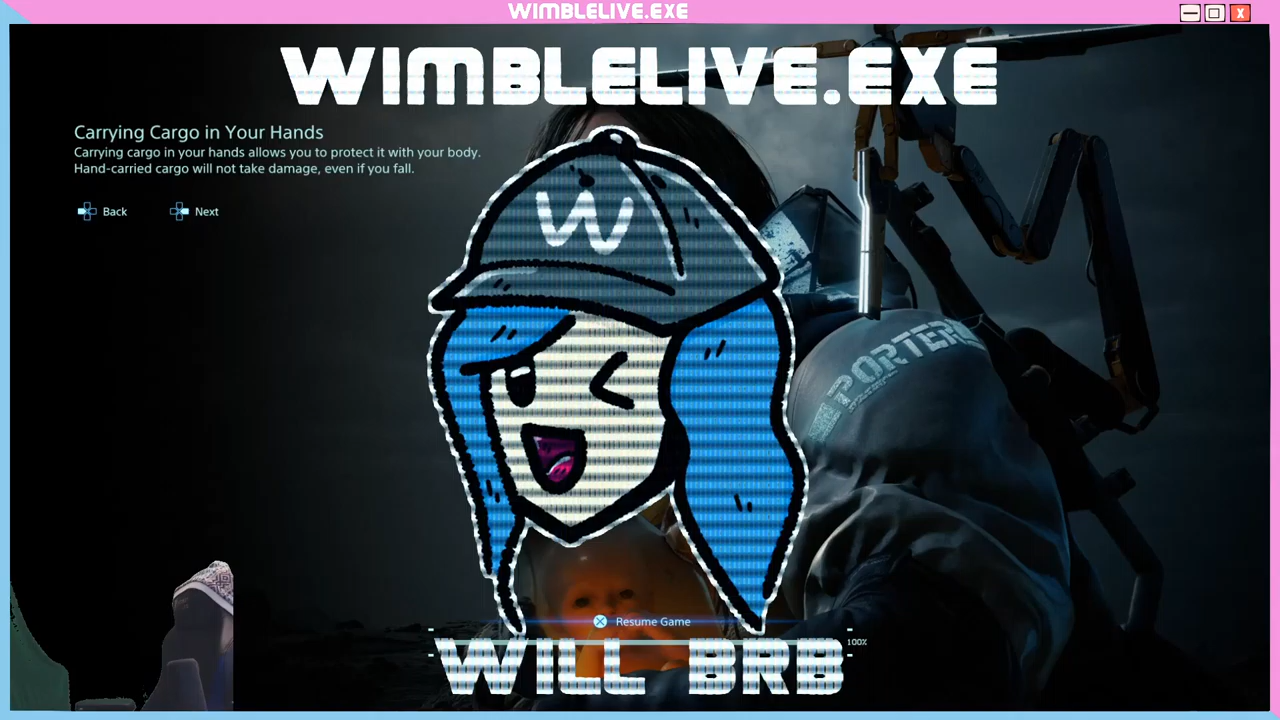 WIMBLELIVE.EXE
X
WIMBLELIVE.EXE
Carrying Cargo in Your Hands
Carrying cargo in your hands allows you to protect it with your body.
Hand-carried cargo will not take damage, even if you fall.
Back Next
W
PORTER
Resume Game
100%
WILL BRB